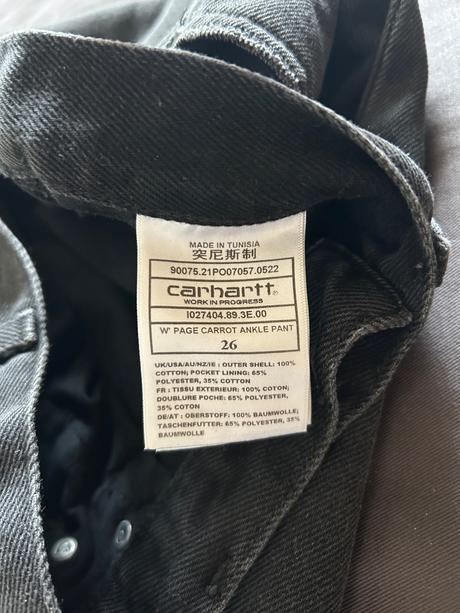 MADE IN TUNISIA
突尼斯制
90075.21PO07057.0522
carhartt
WORK IN PROGRESS
I027404.89.3E.00
W' PAGE CARROT ANKLE PANT
26
UK/USA/AU/NZ/IE : OUTER SHELL: 100%
COTTON; POCKET LINING: 65%
POLYESTER, 35% COTTON
FR : TISSU EXTERIEUR: 100% COTON;
DOUBLURE POCHE: 65% POLYESTER,
35% COTON
DE/AT : OBERSTOFF: 100% BAUMWOLLE;
TASCHENFUTTER: 65% POLYESTER, 35%
BAUMWOLLE